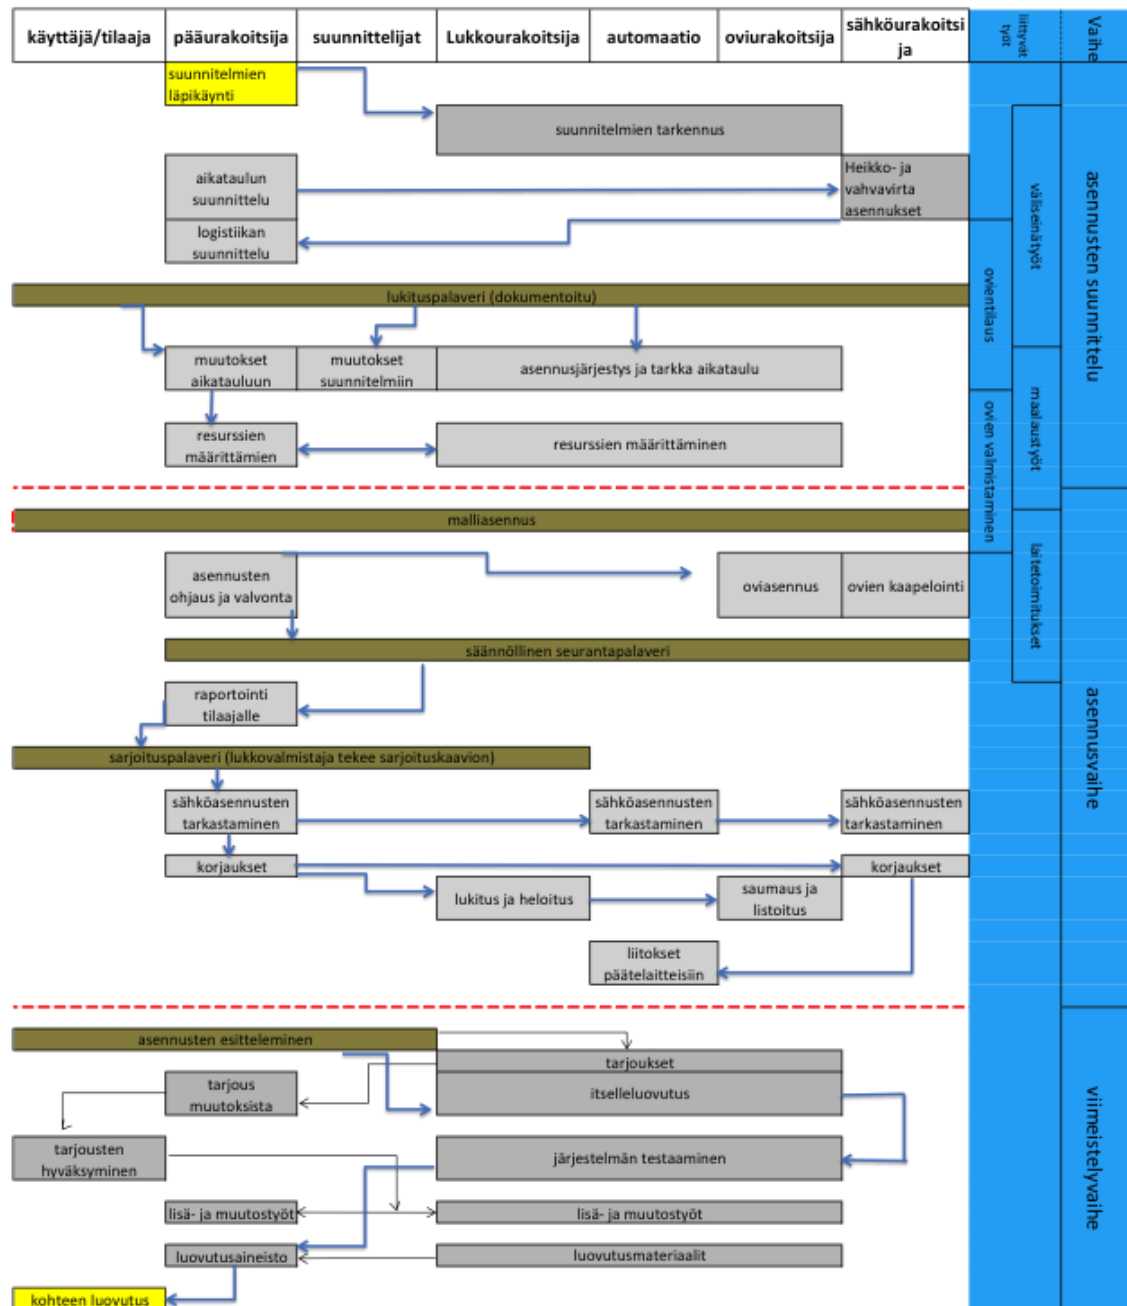 käyttäjä/tilaaja
pääurakoitsija
suunnittelijat
Lukkourakoitsija
automaatio
oviurakoitsija
sähköurakoitsi
ja
liittyvät
työt
Vaihe
suunnitelmien
läpikäynti
suunnitelmien tarkennus
aikataulun
suunnittelu
Heikko- ja
vahvavirta
asennukset
logistiikan
suunnittelu
väliseinätyöt
asennusten suunnittelu
ovientilaus
lukituspalaveri (dokumentoitu)
muutokset
aikatauluun
muutokset
suunnitelmiin
asennusjärjestys ja tarkka aikataulu
maalaustyöt
resurssien
määrittämien
resurssien määrittäminen
ovien valmistaminen
malliasennus
asennusten
ohjaus ja valvonta
oviasennus
ovien kaapelointi
laitetoimitukset
säännöllinen seurantapalaveri
raportointi
tilaajalle
asennusvaihe
sarjoituspalaveri (lukkovalmistaja tekee sarjoituskaavion)
sähköasennusten
tarkastaminen
sähköasennusten
tarkastaminen
sähköasennusten
tarkastaminen
korjaukset
korjaukset
lukitus ja heloitus
saumaus ja
listoitus
liitokset
päätelaitteisiin
asennusten esitteleminen
tarjoukset
tarjous
muutoksista
itselleluovutus
viimeistelyvaihe
tarjousten
hyväksyminen
järjestelmän testaaminen
lisä- ja muutostyöt
lisä- ja muutostyöt
luovutusaineisto
luovutusmateriaalit
kohteen luovutus